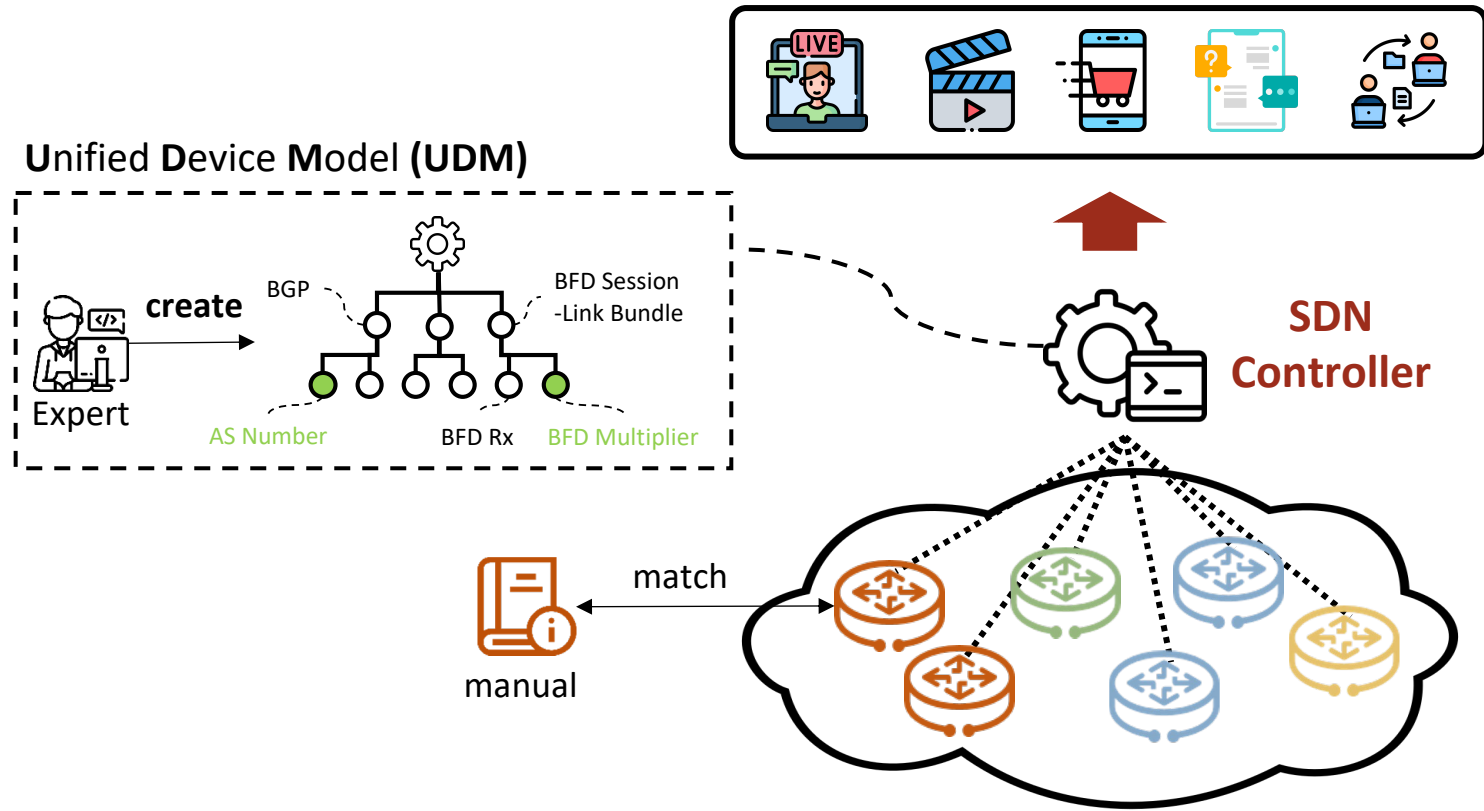 LIVE
?
Unified Device Model (UDM)
BGP
BFD Session
-Link Bundle
create
</>
Expert
AS Number
BFD Rx
BFD Multiplier
SDN
Controller
>_
match
i
manual